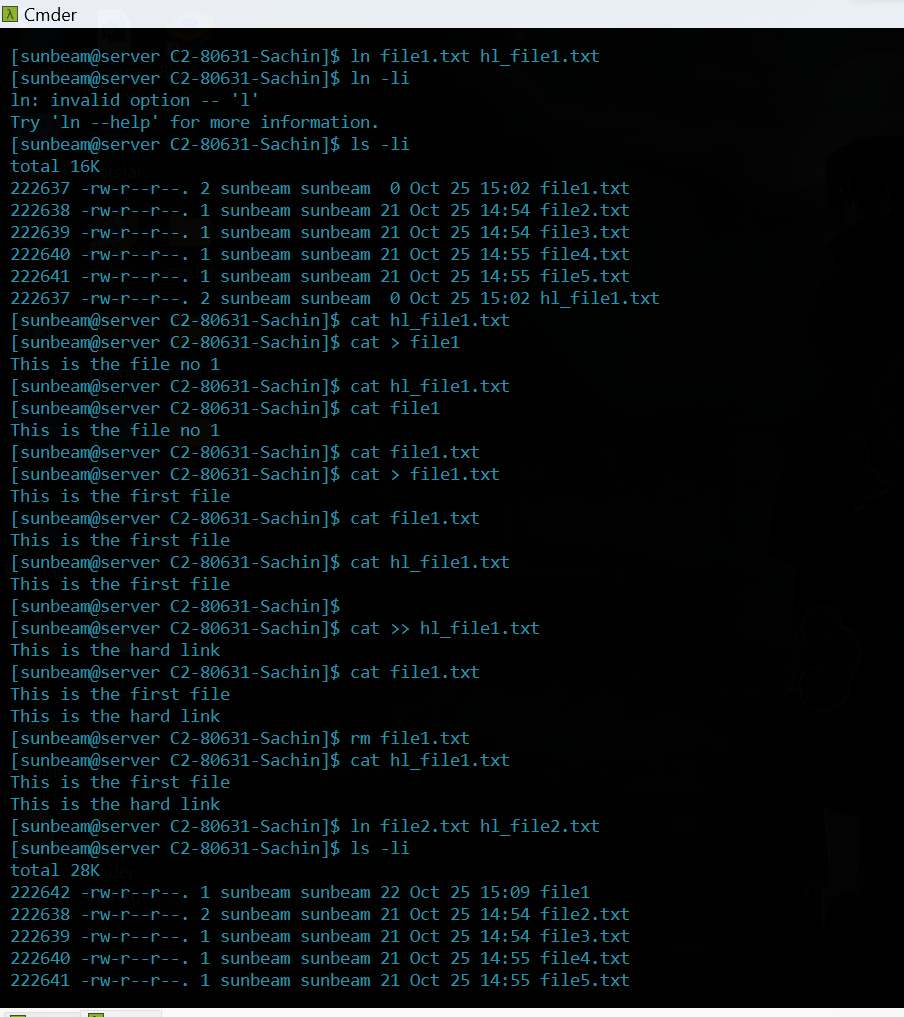 Cmder
[sunbeam@server C2-80631-Sachin]$ ln file1.txt hl_file1.txt
[sunbeam@server C2-80631-Sachin]$ ln -li
ln: invalid option -- 'l'
Try 'ln --help' for more information.
[sunbeam@server C2-80631-Sachin]$ ls -li
total 16K
222637 -rw-r--r--. 2 sunbeam sunbeam  0 Oct 25 15:02 file1.txt
222638 -rw-r--r--. 1 sunbeam sunbeam 21 Oct 25 14:54 file2.txt
222639 -rw-r--r--. 1 sunbeam sunbeam 21 Oct 25 14:54 file3.txt
222640 -rw-r--r--. 1 sunbeam sunbeam 21 Oct 25 14:55 file4.txt
222641 -rw-r--r--. 1 sunbeam sunbeam 21 Oct 25 14:55 file5.txt
222637 -rw-r--r--. 2 sunbeam sunbeam  0 Oct 25 15:02 hl_file1.txt
[sunbeam@server C2-80631-Sachin]$ cat hl_file1.txt
[sunbeam@server C2-80631-Sachin]$ cat > file1
This is the file no 1
[sunbeam@server C2-80631-Sachin]$ cat hl_file1.txt
[sunbeam@server C2-80631-Sachin]$ cat file1
This is the file no 1
[sunbeam@server C2-80631-Sachin]$ cat file1.txt
[sunbeam@server C2-80631-Sachin]$ cat > file1.txt
This is the first file
[sunbeam@server C2-80631-Sachin]$ cat file1.txt
This is the first file
[sunbeam@server C2-80631-Sachin]$ cat hl_file1.txt
This is the first file
[sunbeam@server C2-80631-Sachin]$
[sunbeam@server C2-80631-Sachin]$ cat >> hl_file1.txt
This is the hard link
[sunbeam@server C2-80631-Sachin]$ cat file1.txt
This is the first file
This is the hard link
[sunbeam@server C2-80631-Sachin]$ rm file1.txt
[sunbeam@server C2-80631-Sachin]$ cat hl_file1.txt
This is the first file
This is the hard link
[sunbeam@server C2-80631-Sachin]$ ln file2.txt hl_file2.txt
[sunbeam@server C2-80631-Sachin]$ ls -li
total 28K
222642 -rw-r--r--. 1 sunbeam sunbeam 22 Oct 25 15:09 file1
222638 -rw-r--r--. 2 sunbeam sunbeam 21 Oct 25 14:54 file2.txt
222639 -rw-r--r--. 1 sunbeam sunbeam 21 Oct 25 14:54 file3.txt
222640 -rw-r--r--. 1 sunbeam sunbeam 21 Oct 25 14:55 file4.txt
222641 -rw-r--r--. 1 sunbeam sunbeam 21 Oct 25 14:55 file5.txt